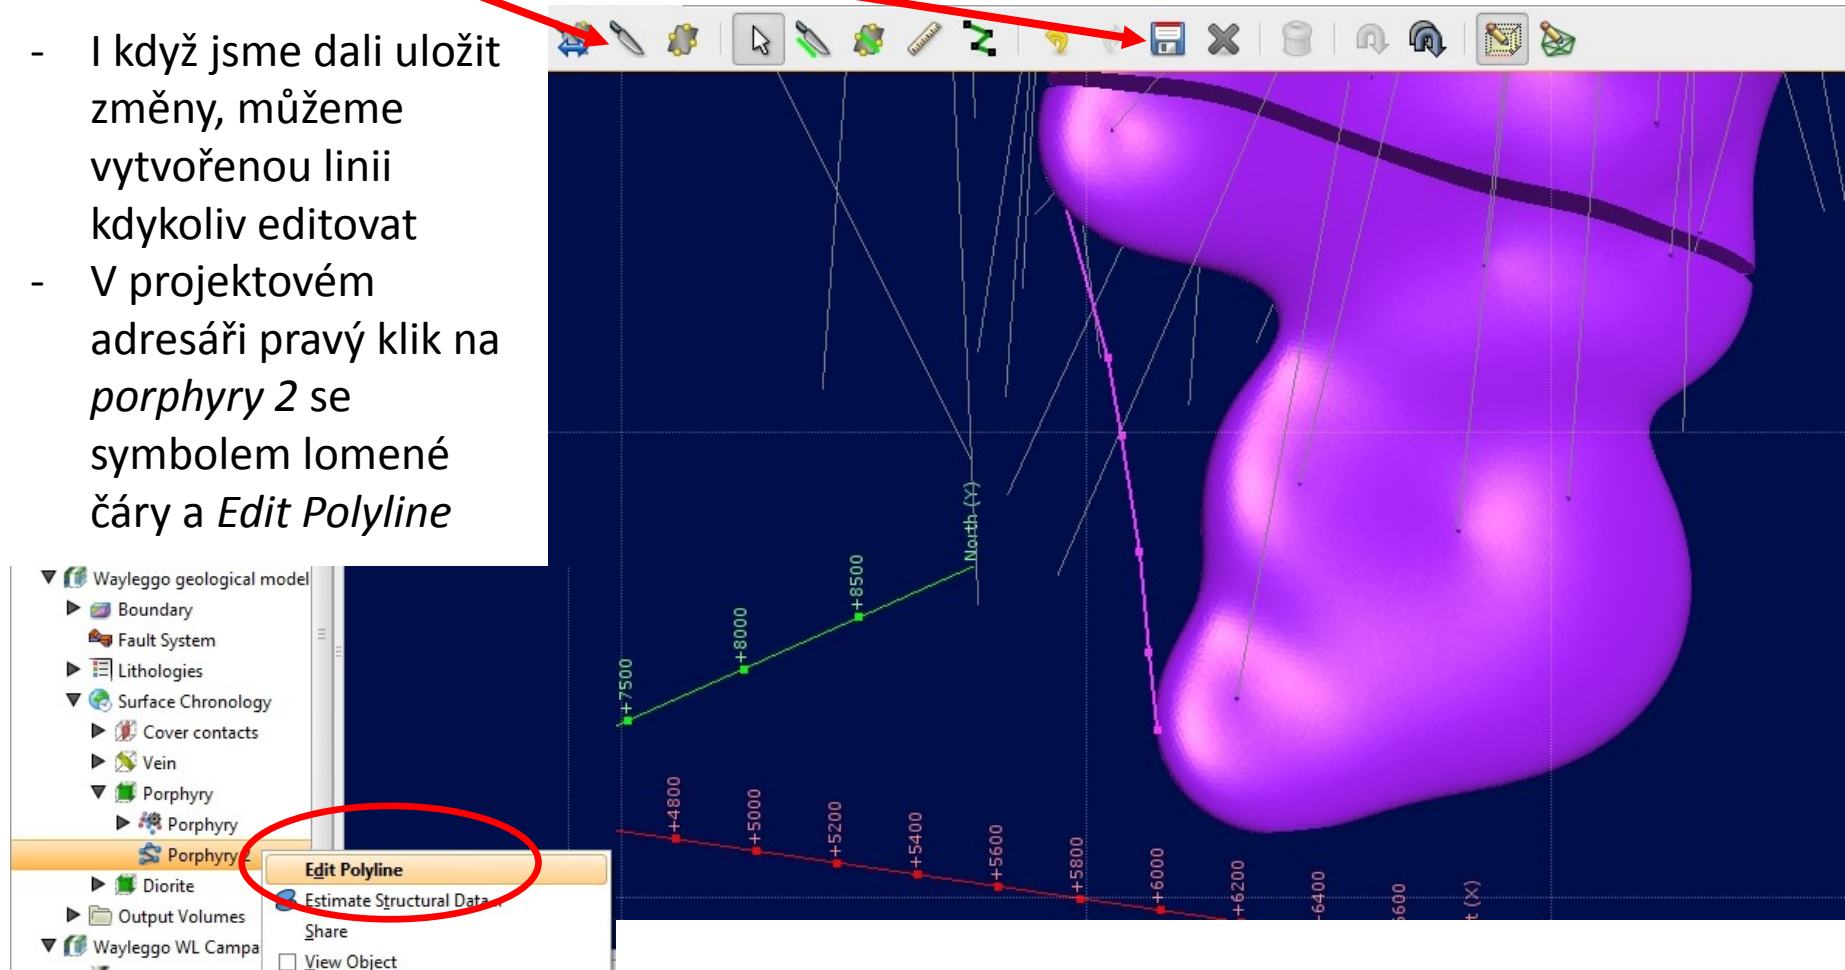 - I když jsme dali uložit
změny, můžeme
vytvořenou linii
kdykoliv editovat
- V projektovém
adresáři pravý klik na
porphyry 2 se
symbolem lomené
čáry a Edit Polyline
Wayleggo geological model
Boundary
Fault System
Lithologies
Surface Chronology
Cover contacts
Vein
Porphyry
Porphyry
Porphyry 2
Diorite
Output Volumes
Wayleggo WL Campa
Edit Polyline
Estimate Structural Data
Share
View Object
North (Y)
+8500
+8000
+7500
+4800
+5000
+5200
+5400
+5600
+5800
+6000
+6200
6400
6600
t (X)